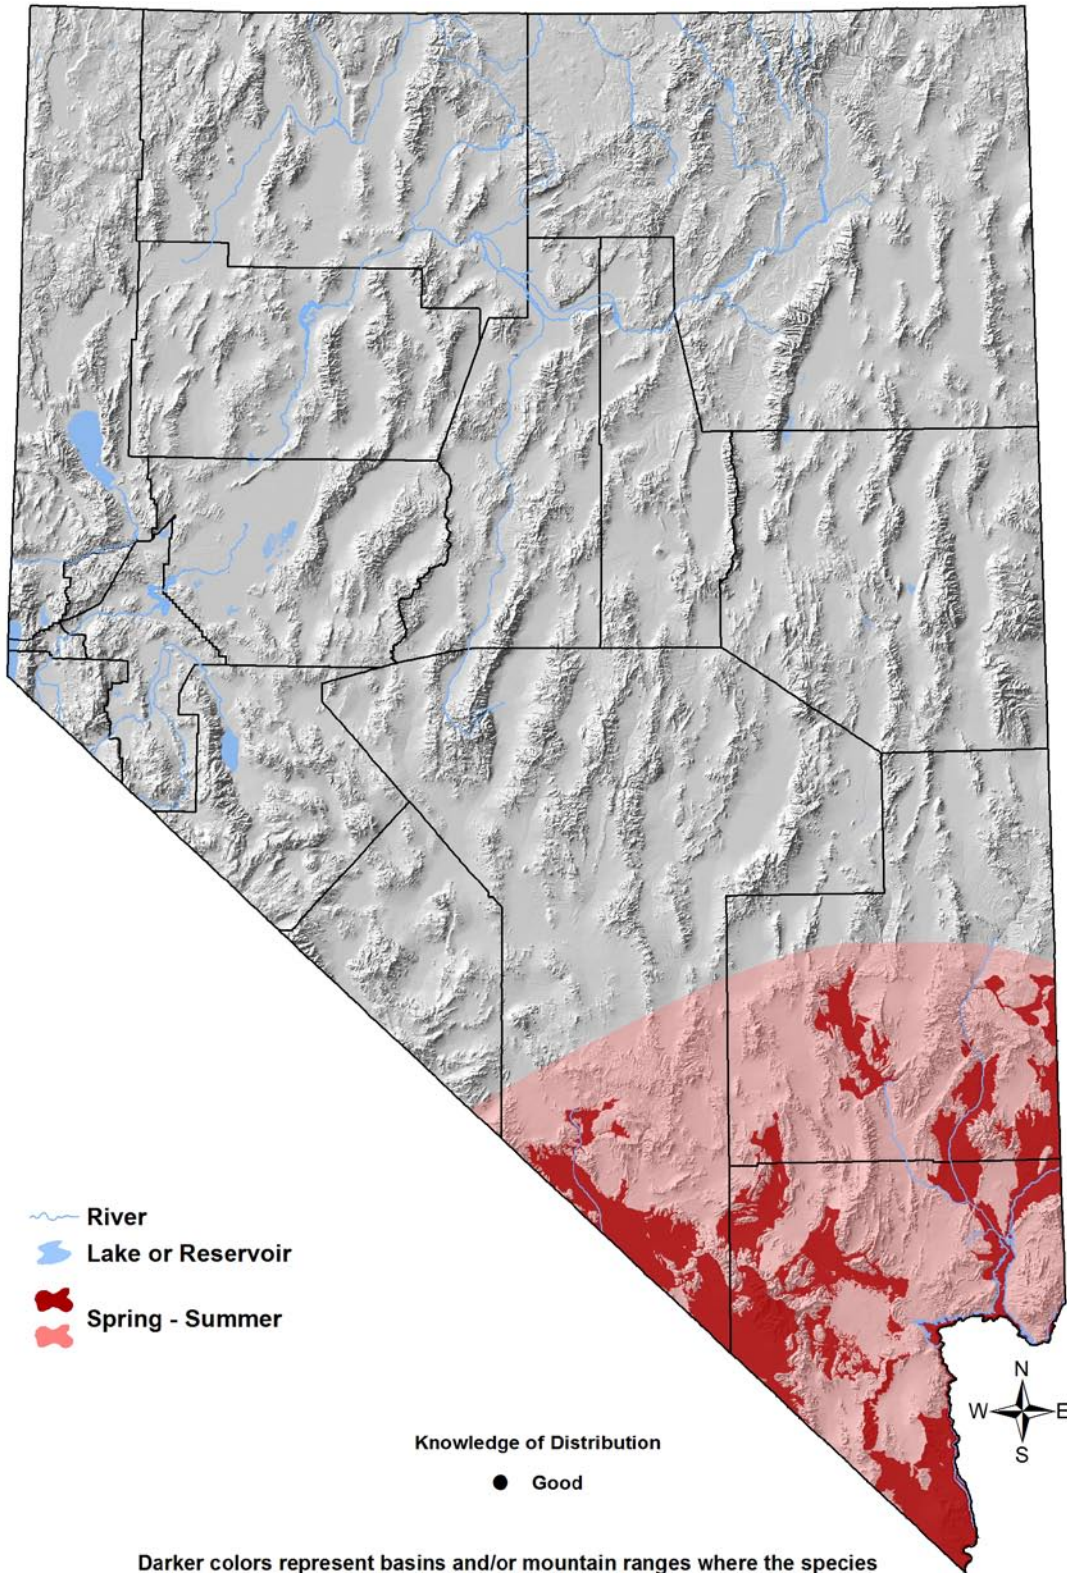 River
Lake or Reservoir
Spring - Summer
N
W E
S
Knowledge of Distribution
Good
Darker colors represent basins and/or mountain ranges where the species